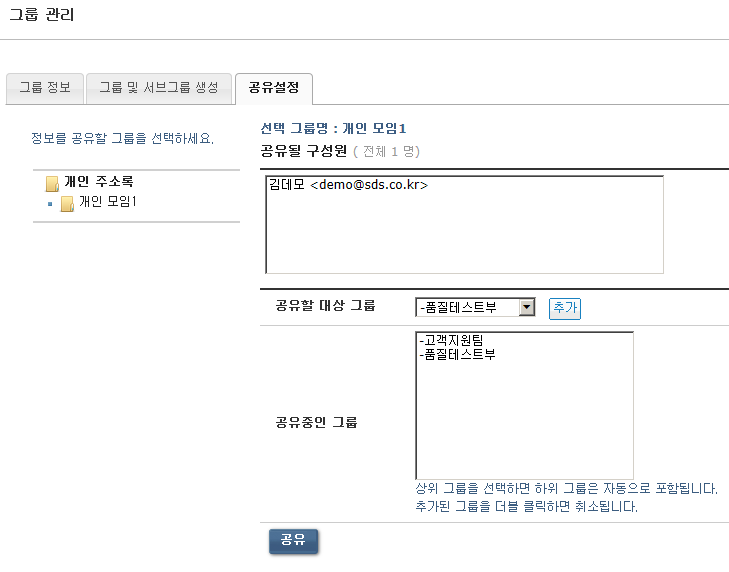 그룹 관리
그룹 정보
그룹 및 서브그룹 생성
공유설정
정보를 공유할 그룹을 선택하세요.
개인 주소록
개인 모임1
선택 그룹명 : 개인 모임1
공유될 구성원 ( 전체 1 명)
김데모 <demo@sds.co.kr>
공유할 대상 그룹
-품질테스트부
추가
공유중인 그룹
-고객지원팀
-품질테스트부
상위 그룹을 선택하면 하위 그룹은 자동으로 포함됩니다.
추가된 그룹을 더블 클릭하면 취소됩니다.
공유